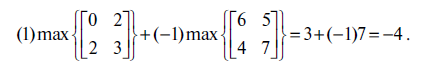 (1) max {[0 2; 2 3]} + (-1) max {[6 5; 4 7]} = 3 + (-1)7 = -4 .